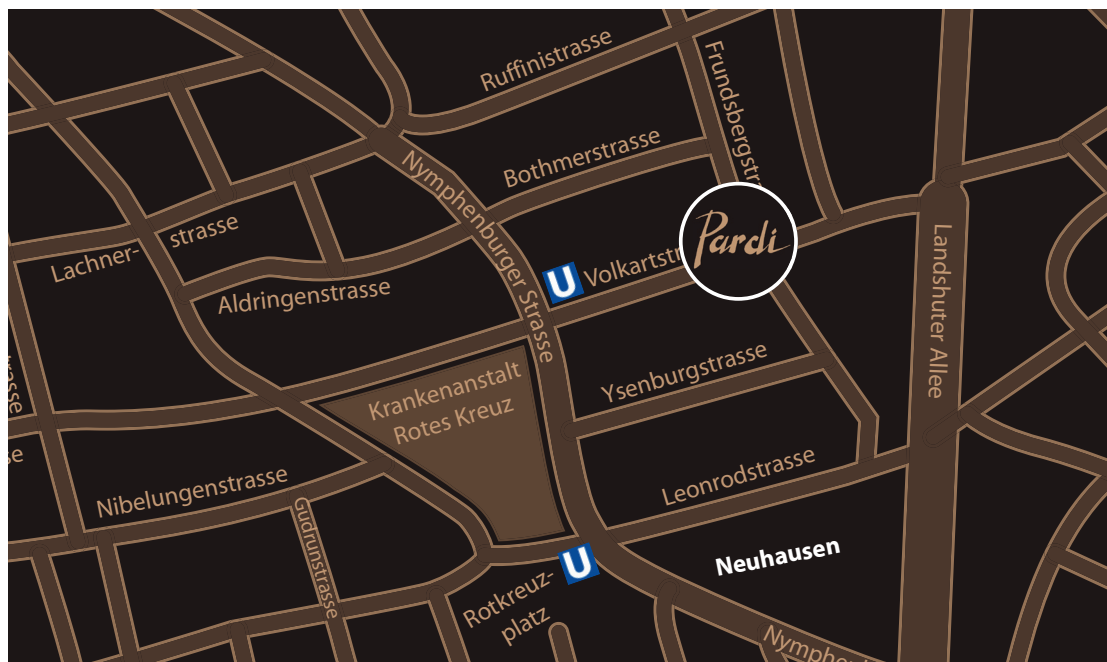 Ruffinistrasse
Frundsbergstr
Bothmerstrasse
Nymphenburger Strasse
strasse
Lachner-
Pardi
Volkartstr
U
Aldringenstrasse
Landshuter Allee
Krankenanstalt
Rotes Kreuz
Ysenburgstrasse
Leonrodstrasse
Nibelungenstrasse
Gudrunstrasse
Neuhausen
U
Rotkreuz-
platz